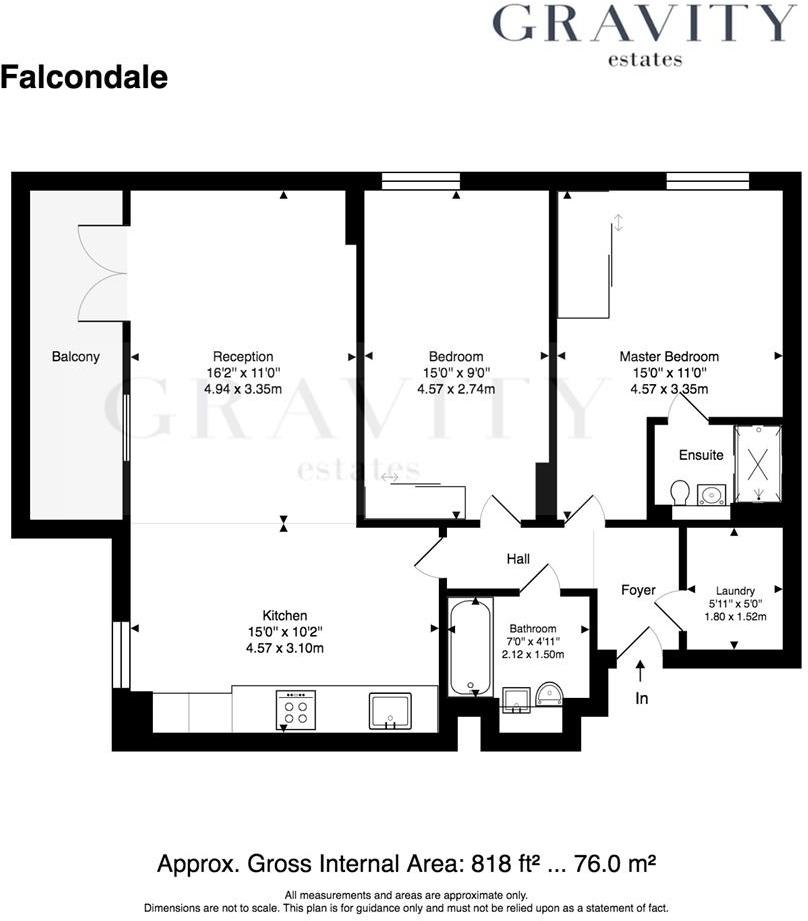 GRAVITY
estates
Falcondale
Balcony
Reception
16'2" x 11'0"
4.94 x 3.35m
Bedroom
15'0" x 9'0"
4.57 x 2.74m
Master Bedroom
15'0" x 11'0"
4.57 x 3.35m
GRAVITY
estates
Ensuite
Hall
Foyer
Laundry
5'11" x 5'0"
1.80 x 1.52m
Kitchen
15'0" x 10'2"
4.57 x 3.10m
Bathroom
7'0" x 4'11"
2.12 x 1.50m
In
Approx. Gross Internal Area: 818 ft² ... 76.0 m²
All measurements and areas are approximate only.
Dimensions are not to scale. This plan is for guidance only and must not be relied upon as a statement of fact.